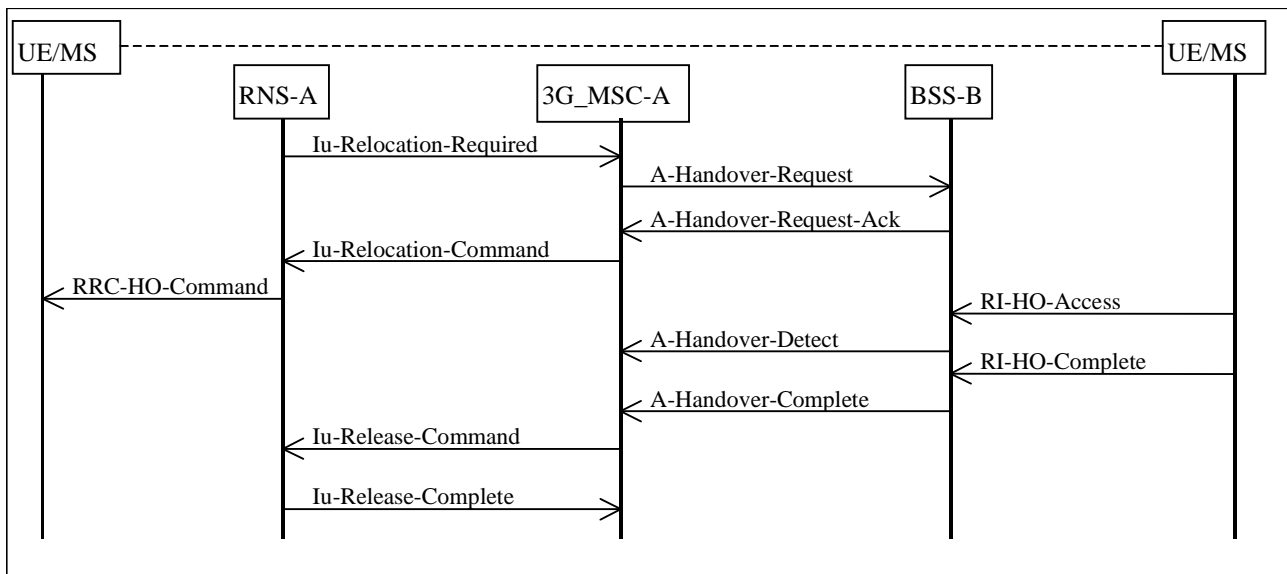 UE/MS
UE/MS
RNS-A
3G_MSC-A
BSS-B
Iu-Relocation-Required
A-Handover-Request
A-Handover-Request-Ack
Iu-Relocation-Command
RRC-HO-Command
RI-HO-Access
A-Handover-Detect
RI-HO-Complete
A-Handover-Complete
Iu-Release-Command
Iu-Release-Complete